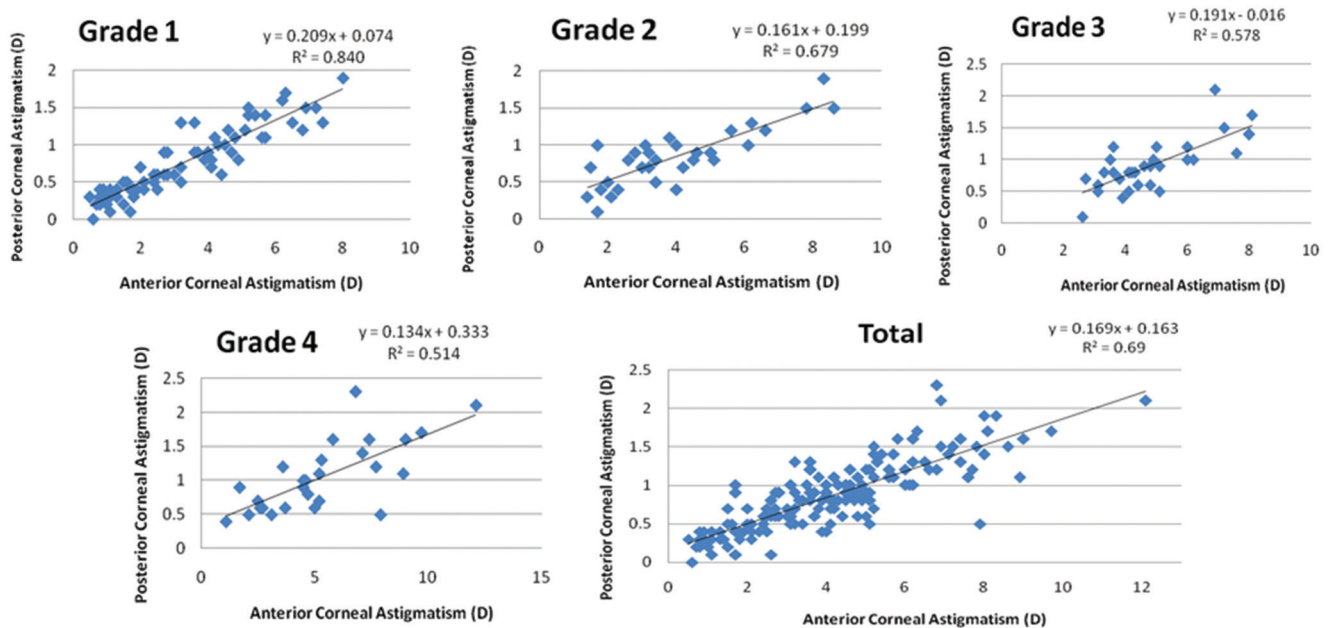 Grade 1
y = 0.209x + 0.074
R² = 0.840
Posterior Corneal Astigmatism (D)
2
1.5
1
0.5
0
0 2 4 6 8 10
Anterior Corneal Astigmatism (D)
Grade 2
y = 0.161x + 0.199
R² = 0.679
Posterior Corneal Astigmatism (D)
2
1.5
1
0.5
0
0 2 4 6 8 10
Anterior Corneal Astigmatism (D)
Grade 3
y = 0.191x - 0.016
R² = 0.578
Posterior Corneal Astigmatism (D)
2.5
2
1.5
1
0.5
0
0 2 4 6 8 10
Anterior Corneal Astigmatism (D)
Grade 4
y = 0.134x + 0.333
R² = 0.514
Posterior Corneal Astigmatism (D)
2.5
2
1.5
1
0.5
0
0 5 10 15
Anterior Corneal Astigmatism (D)
Total
y = 0.169x + 0.163
R² = 0.69
Posterior Corneal Astigmatism (D)
2.5
2
1.5
1
0.5
0
0 2 4 6 8 10 12
Anterior Corneal Astigmatism (D)